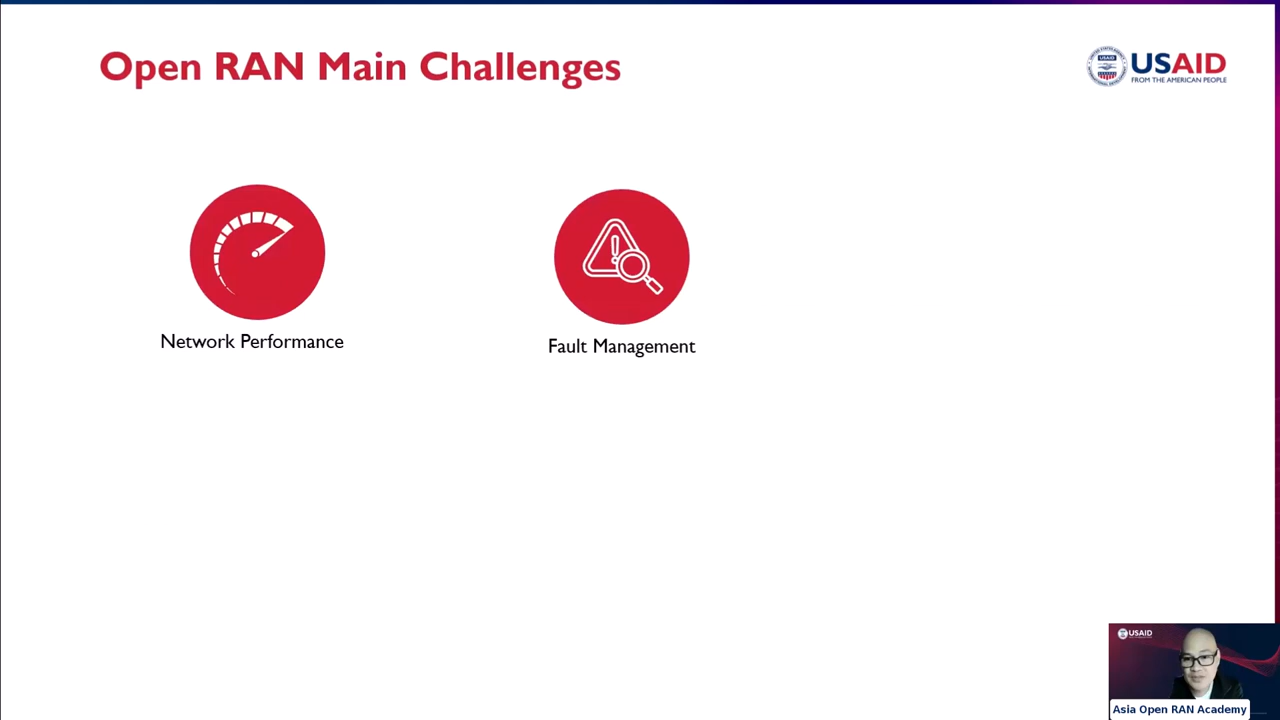 Open RAN Main Challenges
USAID
FROM THE AMERICAN PEOPLE
Network Performance
Fault Management
USAID
Asia Open RAN Academy